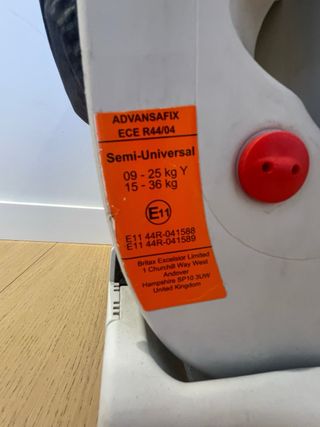 ADVANSAFIX
ECE R44/04
Semi-Universal
09 - 25 kg Y
15 - 36 kg
E11
E11 44R-041588
E11 44R-041589
Britax Excelsior Limited
1 Churchill Way West
Andover
Hampshire SP10 3UW
United Kingdom